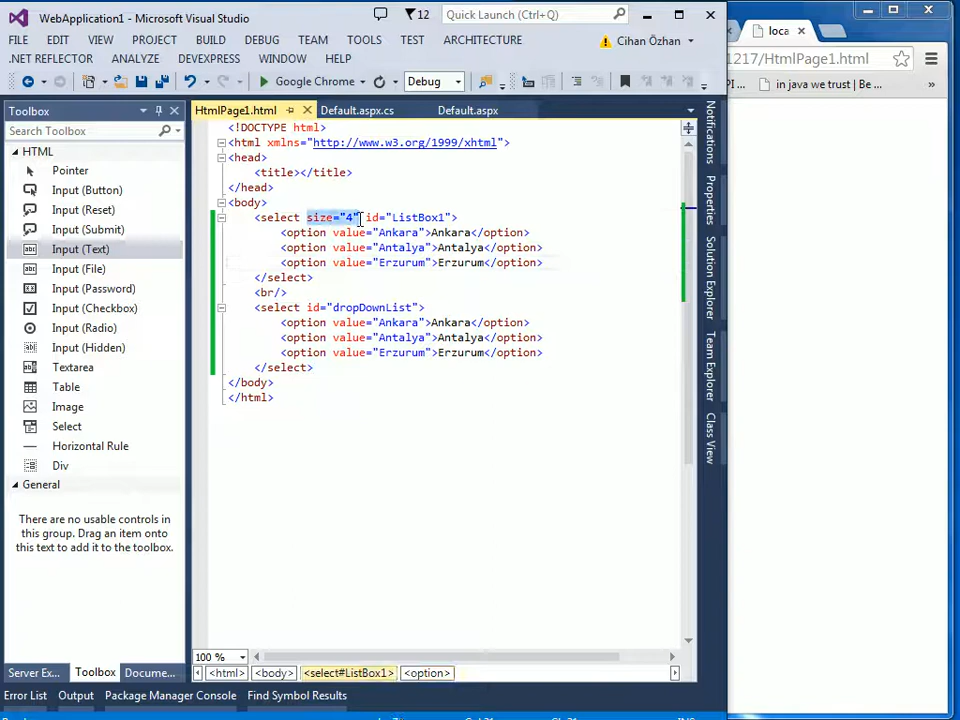 WebApplication1 - Microsoft Visual Studio
12
Quick Launch (Ctrl+Q)
FILE EDIT VIEW PROJECT BUILD DEBUG TEAM TOOLS TEST ARCHITECTURE
Cihan Özhan
.NET REFLECTOR ANALYZE DEVEXPRESS WINDOW HELP
Google Chrome
Debug
loca
1217/HtmlPage1.html
in java we trust | Be ...
»
Toolbox
Search Toolbox
HTML
Pointer
Input (Button)
Input (Reset)
Input (Submit)
Input (Text)
Input (File)
Input (Password)
Input (Checkbox)
Input (Radio)
Input (Hidden)
Textarea
Table
Image
Select
Horizontal Rule
Div
General
There are no usable controls in
this group. Drag an item onto
this text to add it to the toolbox.
Server Ex... Toolbox Docume...
HtmlPage1.html Default.aspx.cs Default.aspx
<!DOCTYPE html>
<html xmlns="http://www.w3.org/1999/xhtml">
<head>
<title></title>
</head>
<body>
<select size="4" id="ListBox1">
<option value="Ankara">Ankara</option>
<option value="Antalya">Antalya</option>
<option value="Erzurum">Erzurum</option>
</select>
<br/>
<select id="dropDownList">
<option value="Ankara">Ankara</option>
<option value="Antalya">Antalya</option>
<option value="Erzurum">Erzurum</option>
</select>
</body>
</html>
100 %
<html> <body> <select#ListBox1> <option>
Notifications
Properties
Solution Explorer
Team Explorer
Class View
Error List Output Package Manager Console Find Symbol Results